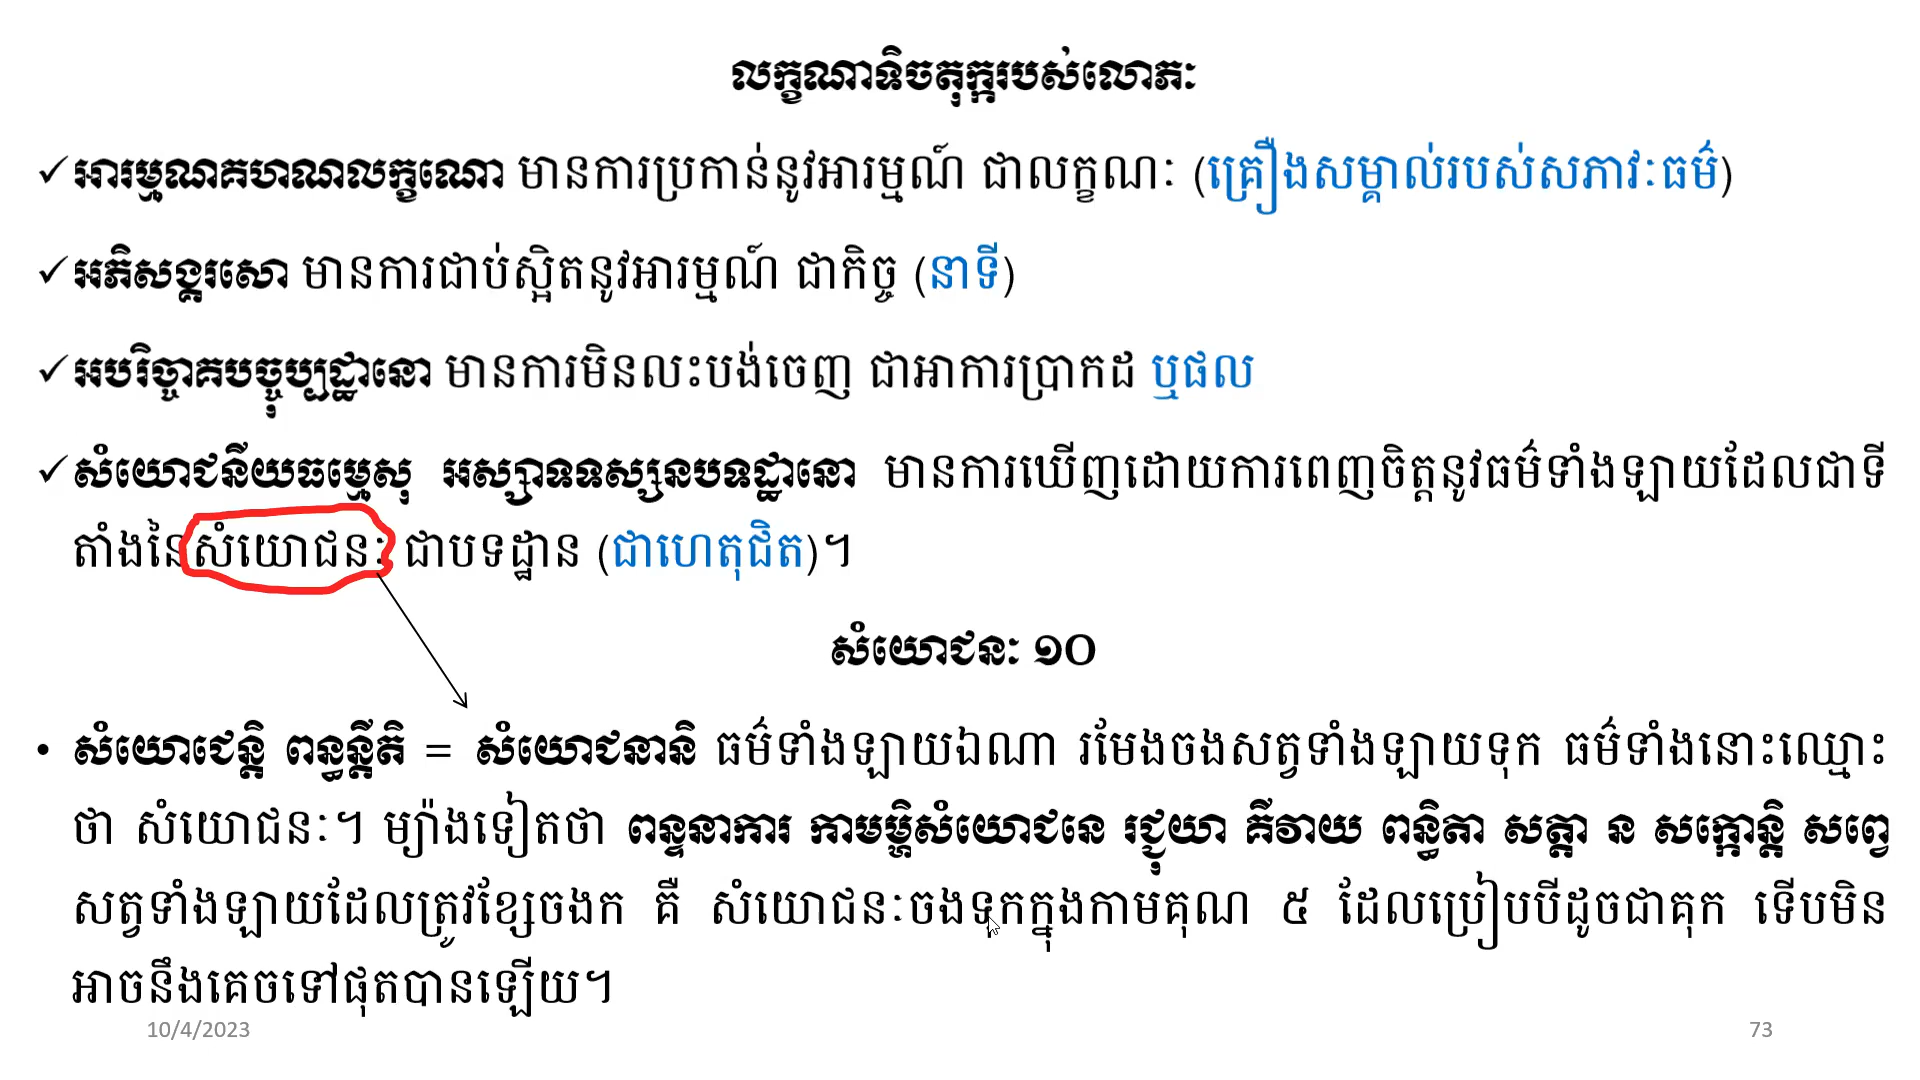 លក្ខណាទិចតុក្ករបស់លោភៈ
✓អារម្មណគហណលក្ខណោ មានការប្រកាន់នូវអារម្មណ៍ ជាលក្ខណៈ (គ្រឿងសម្គាល់របស់សភាវៈធម៌)
✓អភិសង្គរសោ មានការជាប់ស្អិតនូវអារម្មណ៍ ជាកិច្ច (នាទី)
✓អបរិច្ចាគបច្ចុប្បដ្ឋានោ មានការមិនលះបង់ចេញ ជាអាការប្រាកដ ឬផល
✓សំយោជនីយធម្មេសុ អស្សាទទស្សនបទដ្ឋានោ មានការឃើញដោយការពេញចិត្តនូវធម៌ទាំងឡាយដែលជាទី
តាំងនៃសំយោជនៈ ជាបទដ្ឋាន (ជាហេតុជិត)។
សំយោជនៈ ១០
• សំយោជេន្តិ ពន្ធន្តីតិ = សំយោជនានិ ធម៌ទាំងឡាយឯណា រមែងចងសត្វទាំងឡាយទុក ធម៌ទាំងនោះឈ្មោះ
ថា សំយោជនៈ។ ម្យ៉ាងទៀតថា ពន្ធនាការ កាមម្ហិសំយោជនេ រជ្ជុយា គីវាយ ពន្ធិតា សត្តា ន សក្កោន្តិ សព្វេ
សត្វទាំងឡាយដែលត្រូវខ្សែចងក គឺ សំយោជនៈចងទុកក្នុងកាមគុណ ៥ ដែលប្រៀបបីដូចជាគុក ទើបមិន
អាចនឹងគេចទៅផុតបានឡើយ។
10/4/2023
73